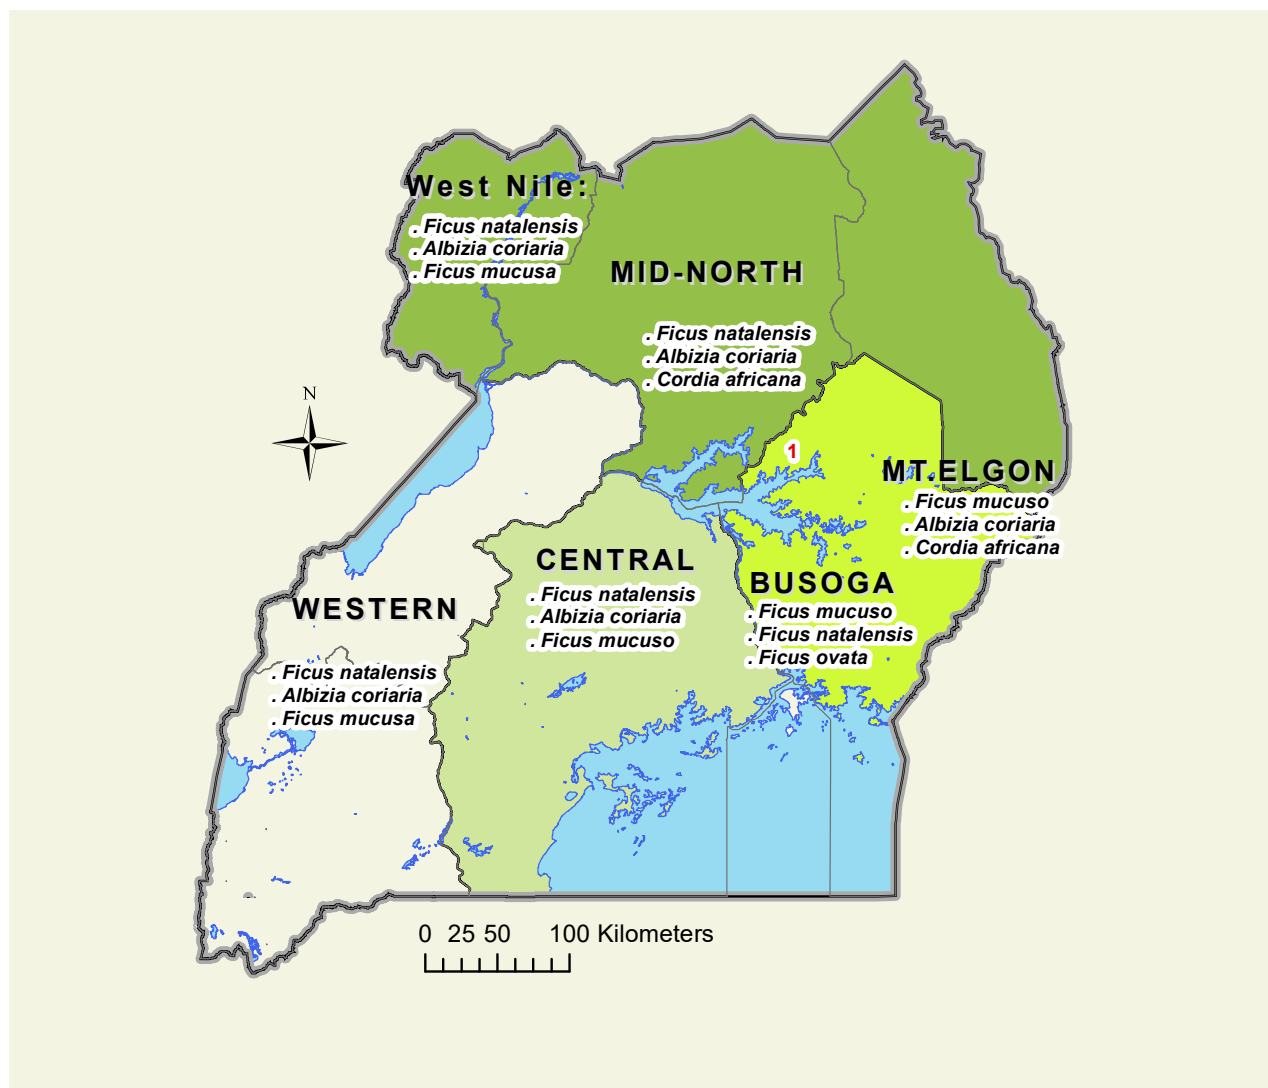 West Nile:
. Ficus natalensis
. Albizia coriaria
. Ficus mucusa
MID-NORTH
. Ficus natalensis
. Albizia coriaria
. Cordia africana
N
1
MT.ELGON
. Ficus mucuso
. Albizia coriaria
. Cordia africana
CENTRAL
. Ficus natalensis
. Albizia coriaria
. Ficus mucuso
BUSOGA
. Ficus mucuso
. Ficus natalensis
. Ficus ovata
WESTERN
. Ficus natalensis
. Albizia coriaria
. Ficus mucusa
0 25 50 100 Kilometers